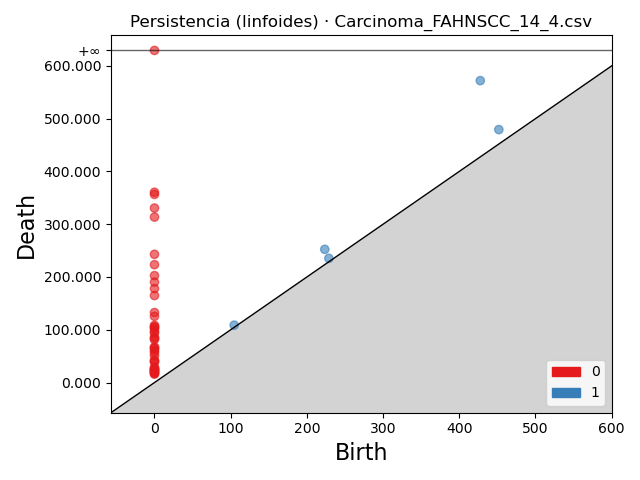 Persistencia (linfoides) · Carcinoma_FAHNSCC_14_4.csv
+∞
600.000
500.000
400.000
300.000
200.000
100.000
0.000
Death
0 100 200 300 400 500 600
Birth
0
1